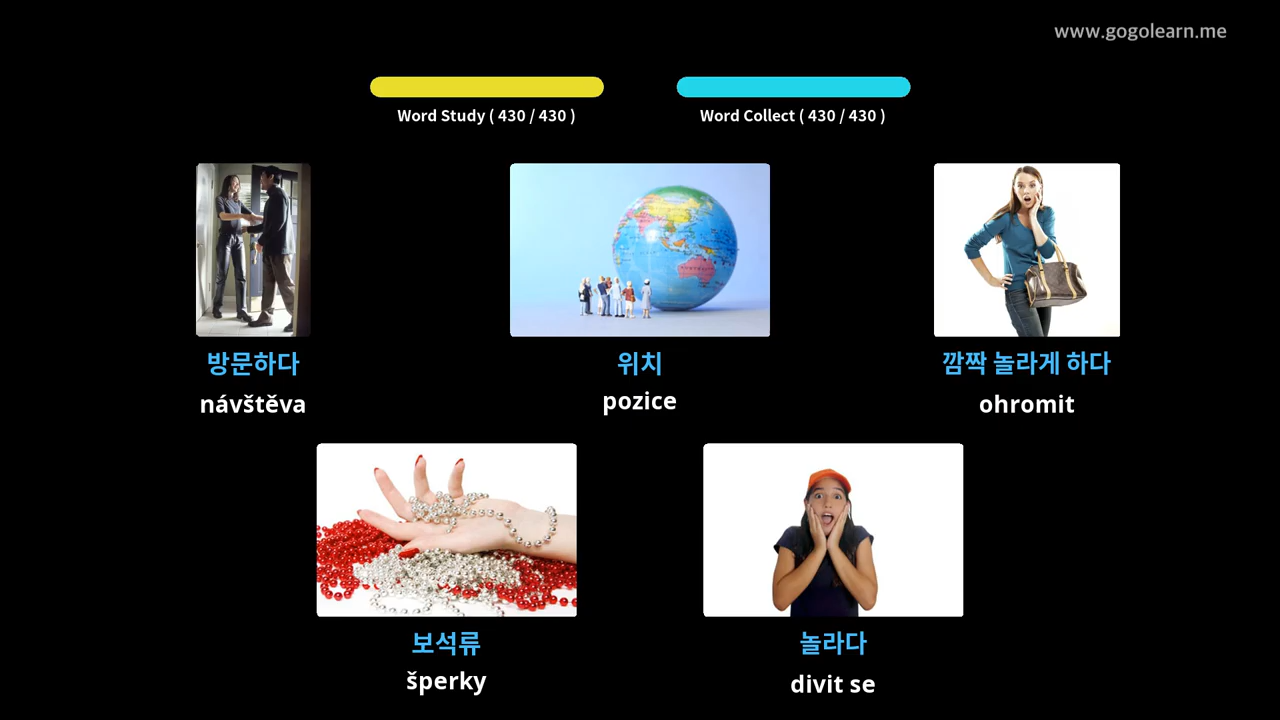 www.gogolearn.me
Word Study ( 430 / 430 )
Word Collect ( 430 / 430 )
방문하다
návštěva
위치
pozice
깜짝 놀라게 하다
ohromit
보석류
šperky
놀라다
divit se